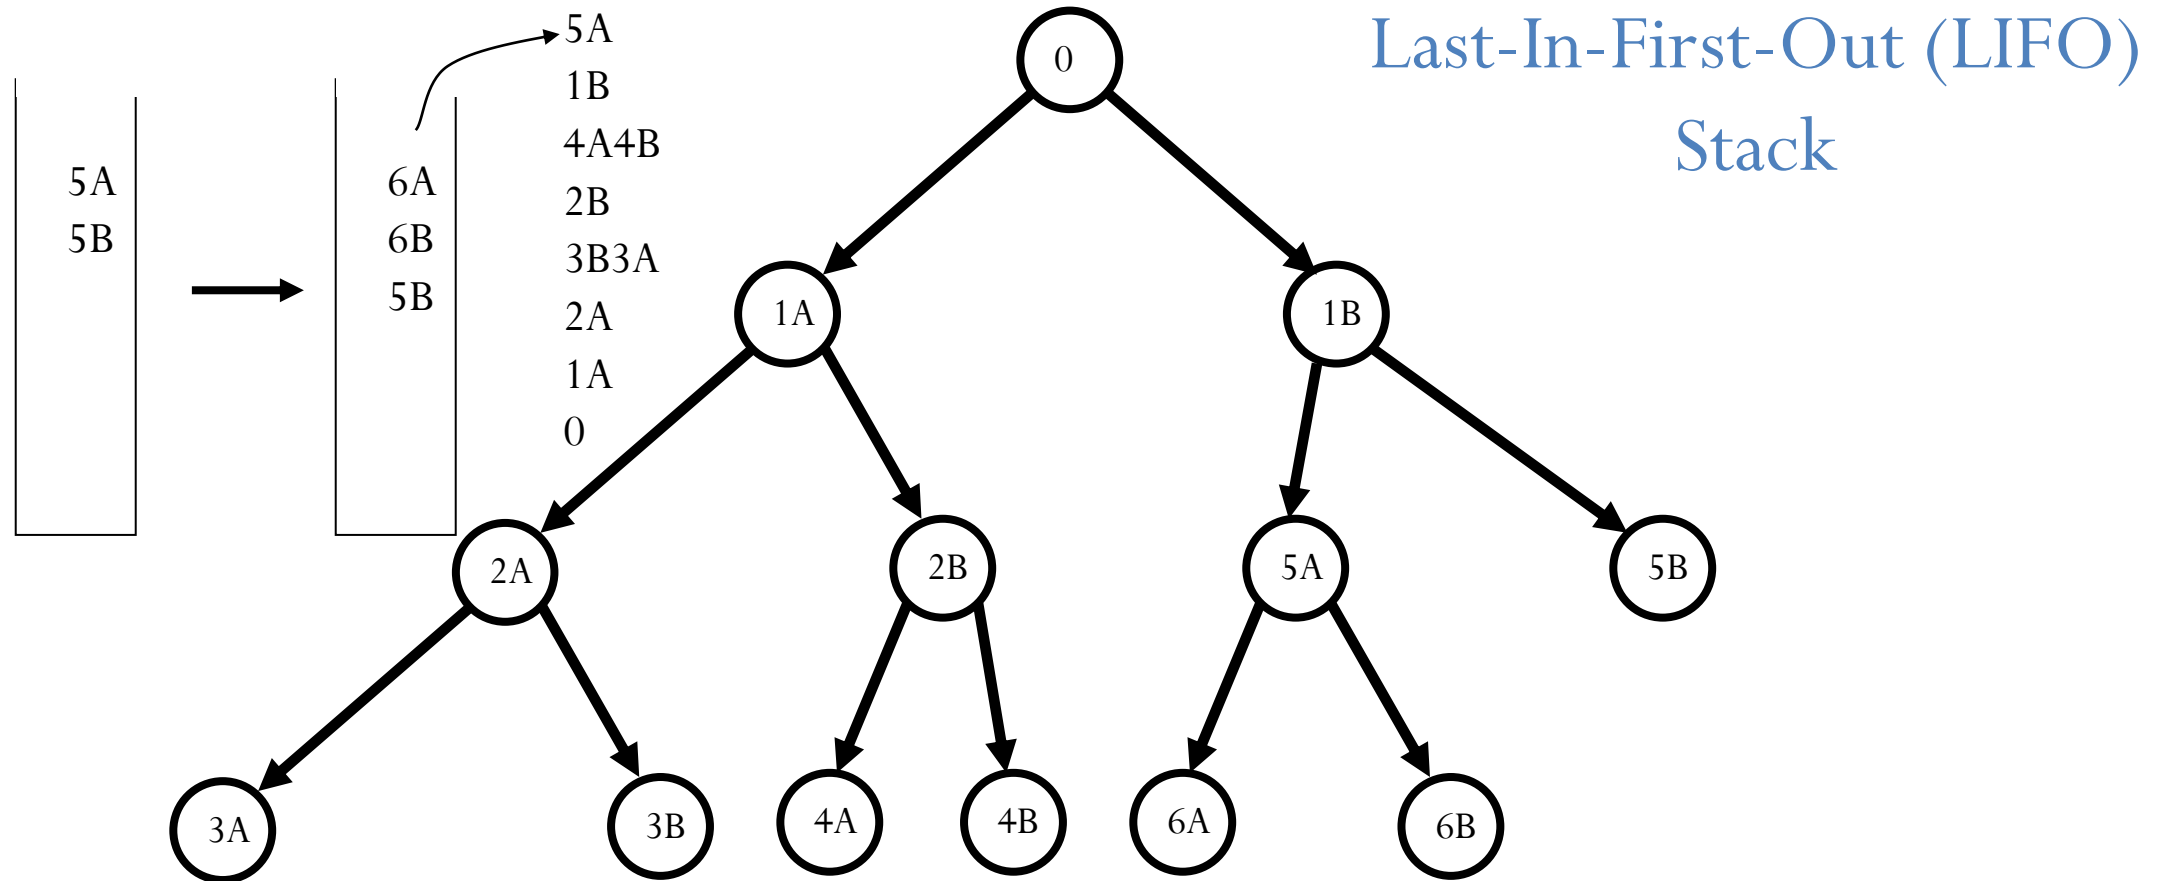 Last-In-First-Out (LIFO)
Stack
5A
5B
6A
6B
5B
5A
1B
4A4B
2B
3B3A
2A
1A
0
0
1A
1B
2A
2B
5A
5B
3A
3B
4A
4B
6A
6B